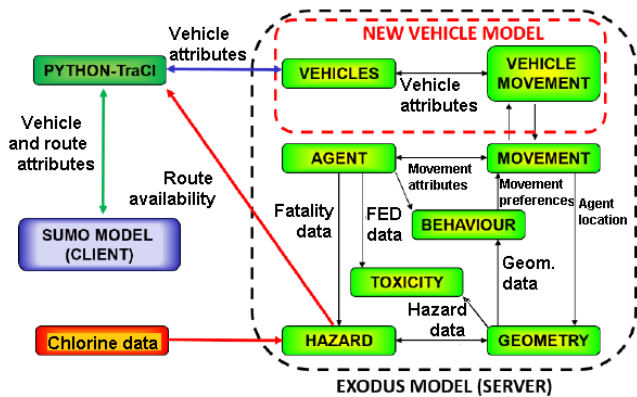 Vehicle
attributes
NEW VEHICLE MODEL
PYTHON-TraCI
VEHICLES
VEHICLE
MOVEMENT
Vehicle
attributes
Vehicle
and route
attributes
Route
availability
AGENT
MOVEMENT
Movement
attributes
Movement
preferences
Agent
location
Fatality
data
FED
data
BEHAVIOUR
SUMO MODEL
(CLIENT)
TOXICITY
Geom.
data
Hazard
data
Chlorine data
HAZARD
GEOMETRY
EXODUS MODEL (SERVER)